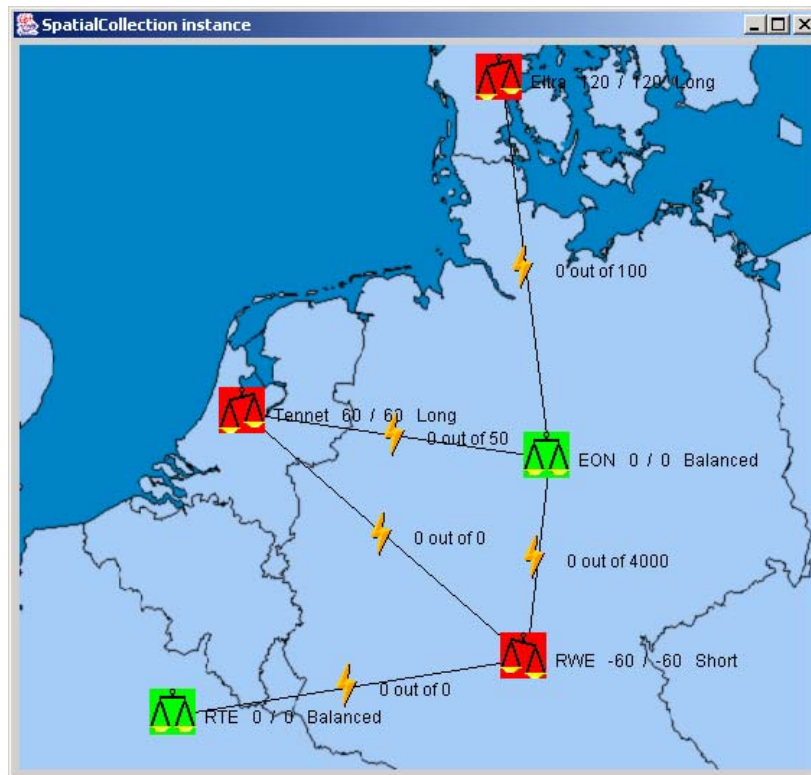 SpatialCollection instance
Eltra 120 / 120 Long
0 out of 100
Tennet 60 / 60 Long
0 out of 50
EON 0 / 0 Balanced
0 out of 0
0 out of 4000
RWE -60 / -60 Short
0 out of 0
RTE 0 / 0 Balanced